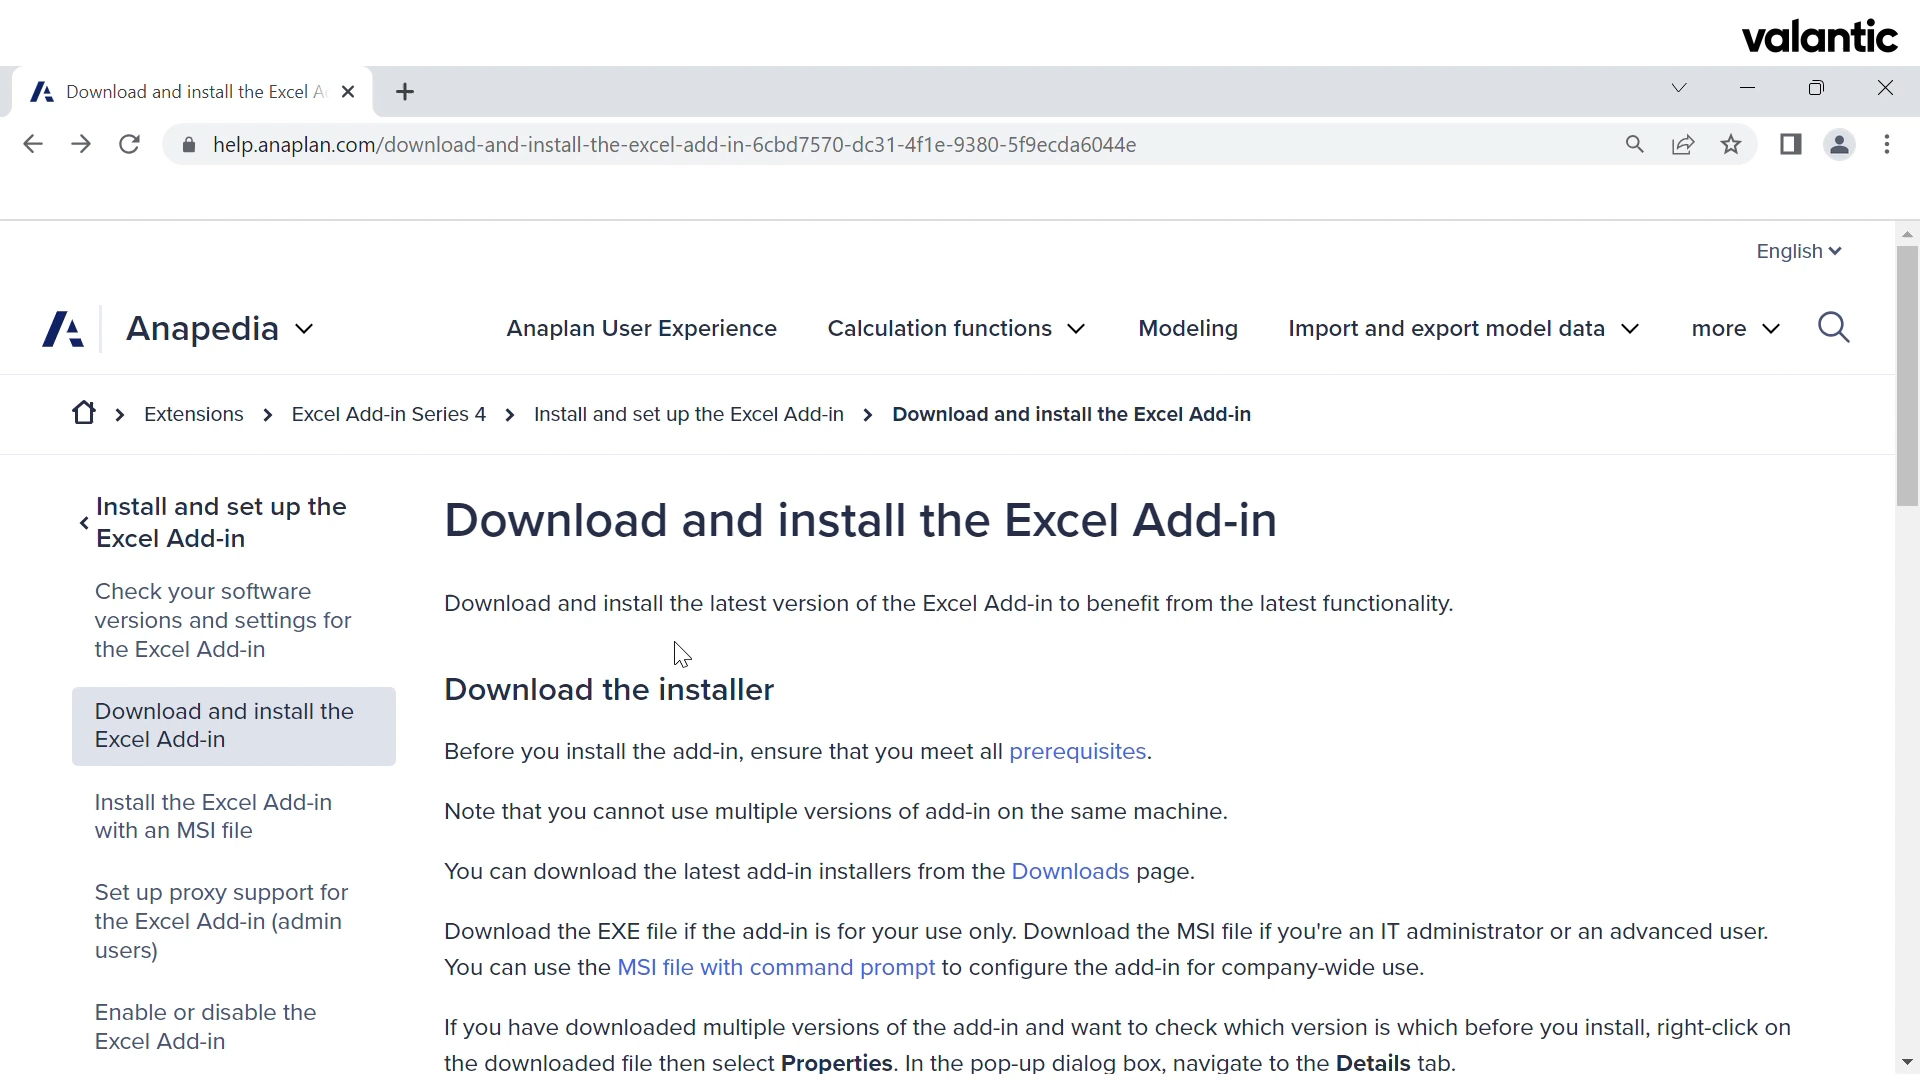 valantic
Download and install the Excel A
help.anaplan.com/download-and-install-the-excel-add-in-6cbd7570-dc31-4f1e-9380-5f9ecda6044e
English
Anapedia
Anaplan User Experience
Calculation functions
Modeling
Import and export model data
more
Extensions > Excel Add-in Series 4 > Install and set up the Excel Add-in > Download and install the Excel Add-in
Install and set up the
Excel Add-in
Check your software
versions and settings for
the Excel Add-in
Download and install the
Excel Add-in
Install the Excel Add-in
with an MSI file
Set up proxy support for
the Excel Add-in (admin
users)
Enable or disable the
Excel Add-in
Download and install the Excel Add-in
Download and install the latest version of the Excel Add-in to benefit from the latest functionality.
Download the installer
Before you install the add-in, ensure that you meet all prerequisites.
Note that you cannot use multiple versions of add-in on the same machine.
You can download the latest add-in installers from the Downloads page.
Download the EXE file if the add-in is for your use only. Download the MSI file if you're an IT administrator or an advanced user.
You can use the MSI file with command prompt to configure the add-in for company-wide use.
If you have downloaded multiple versions of the add-in and want to check which version is which before you install, right-click on
the downloaded file then select Properties. In the pop-up dialog box, navigate to the Details tab.